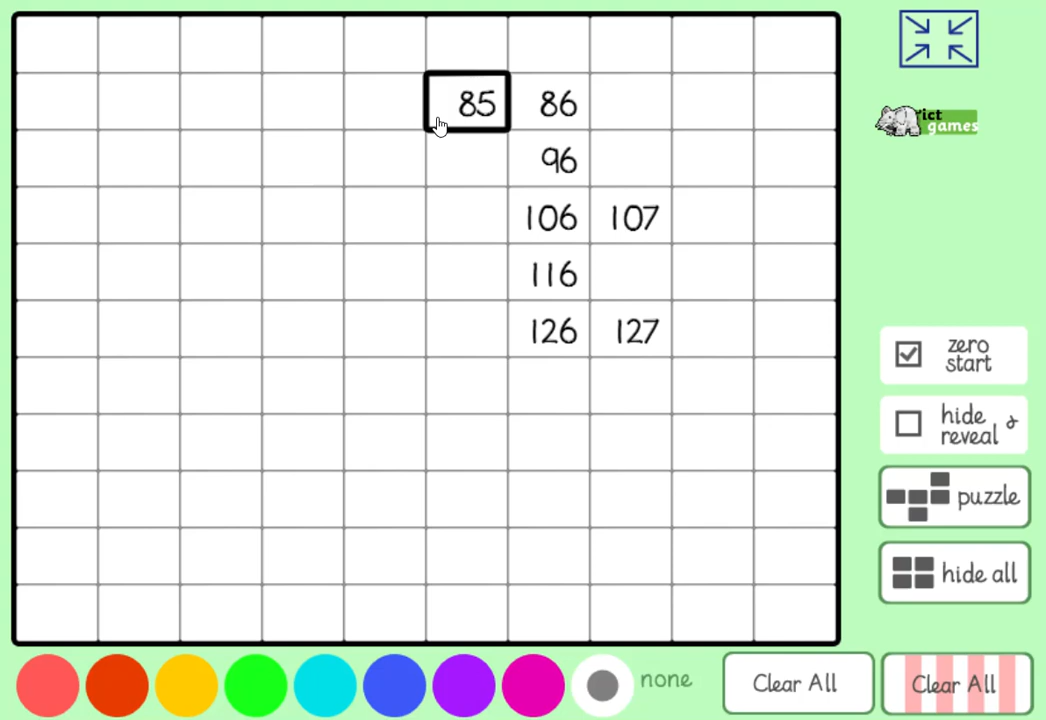 85 86
96
106 107
116
126 127
ict
games
zero
start
hide &
reveal
puzzle
hide all
none
Clear All
Clear All